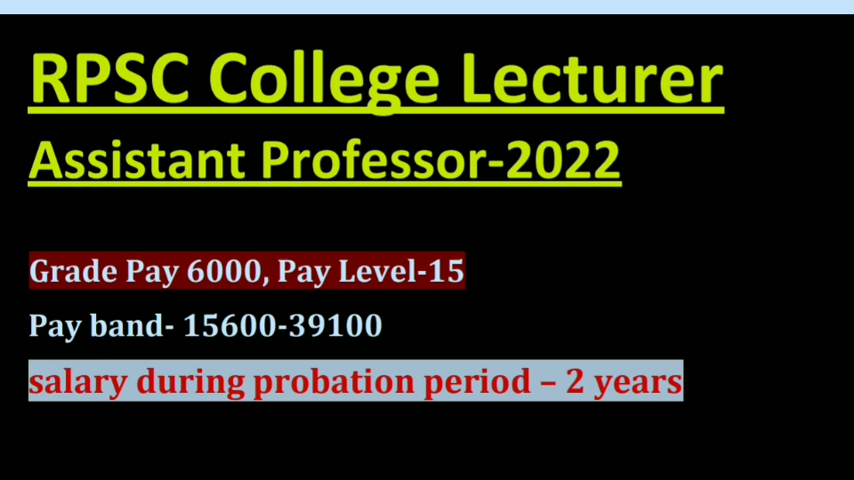 RPSC College Lecturer
Assistant Professor-2022
Grade Pay 6000, Pay Level-15
Pay band- 15600-39100
salary during probation period – 2 years